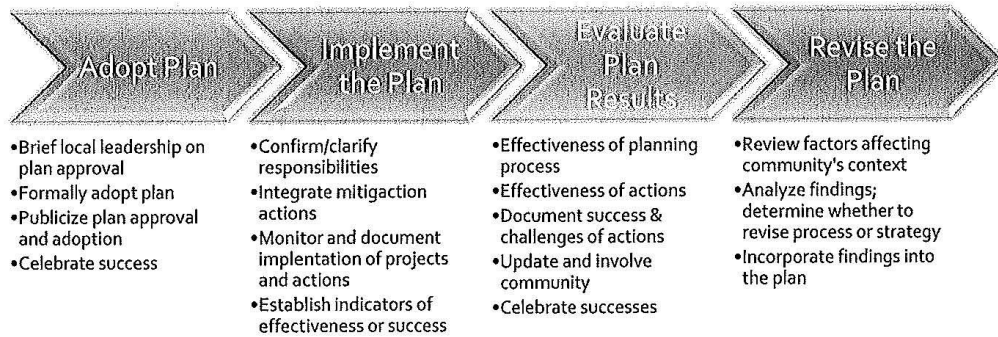 Adopt Plan
•Brief local leadership on
plan approval
•Formally adopt plan
•Publicize plan approval
and adoption
•Celebrate success
Implement
the Plan
•Confirm/clarify
responsibilities
•Integrate mitigaction
actions
•Monitor and document
implentation of projects
and actions
•Establish indicators of
effectiveness or success
Evaluate
Plan
Results
•Effectiveness of planning
process
•Effectiveness of actions
•Document success &
challenges of actions
•Update and involve
community
•Celebrate successes
Revise the
Plan
•Review factors affecting
community's context
•Analyze findings;
determine whether to
revise process or strategy
•Incorporate findings into
the plan